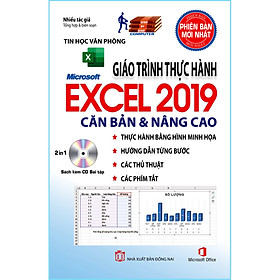 Nhiều tác giả
Tổng hợp & biên soạn
COMPUTER
PHIÊN BẢN
MỚI NHẤT
TIN HỌC VĂN PHÒNG
GIÁO TRÌNH THỰC HÀNH
Microsoft
EXCEL 2019
CĂN BẢN & NÂNG CAO
• THỰC HÀNH BẰNG HÌNH MINH HỌA
• HƯỚNG DẪN TỪNG BƯỚC
• CÁC THỦ THUẬT
• CÁC PHÍM TẮT
2 in 1
Sách kèm CD Bài tập
SỐ LƯỢNG
NHÀ XUẤT BẢN ĐỒNG NAI
Microsoft Office